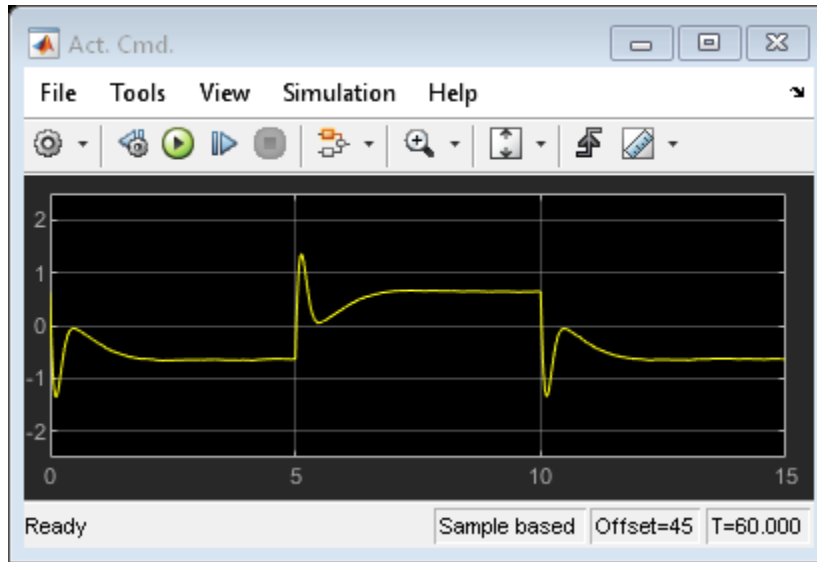 Act. Cmd.
File Tools View Simulation Help
2
1
0
-1
-2
0 5 10 15
Ready Sample based Offset=45 T=60.000